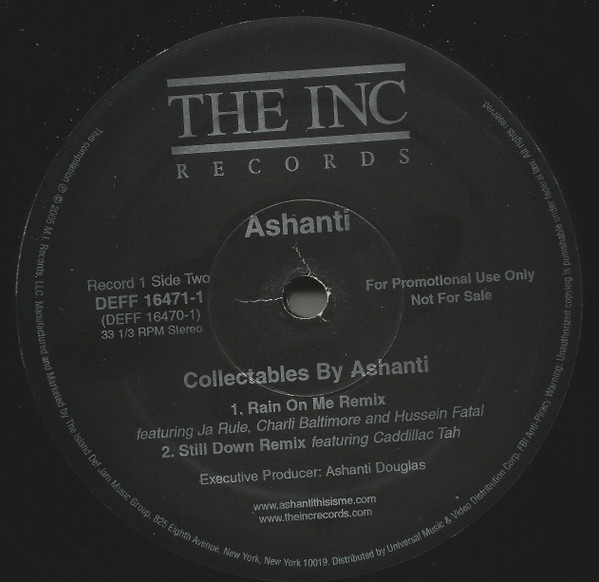 THE INC
RECORDS
Ashanti
Record 1 Side Two
DEFF 16471-1
(DEFF 16470-1)
33 1/3 RPM Stereo
For Promotional Use Only
Not For Sale
Collectables By Ashanti
1. Rain On Me Remix
featuring Ja Rule, Charli Baltimore and Hussein Fatal
2. Still Down Remix featuring Caddillac Tah
Executive Producer: Ashanti Douglas
www.ashantithisisme.com
www.theincrecords.com
This compilation ℗ © 2005 M.I. Records, LLC. Manufactured and Marketed by The Island Def Jam Music Group, 825 Eighth Avenue, New York, New York 10019. Distributed by Universal Music & Video Distribution Corp. FBI Anti-Piracy Warning: Unauthorized copying is punishable under federal law All rights reserved